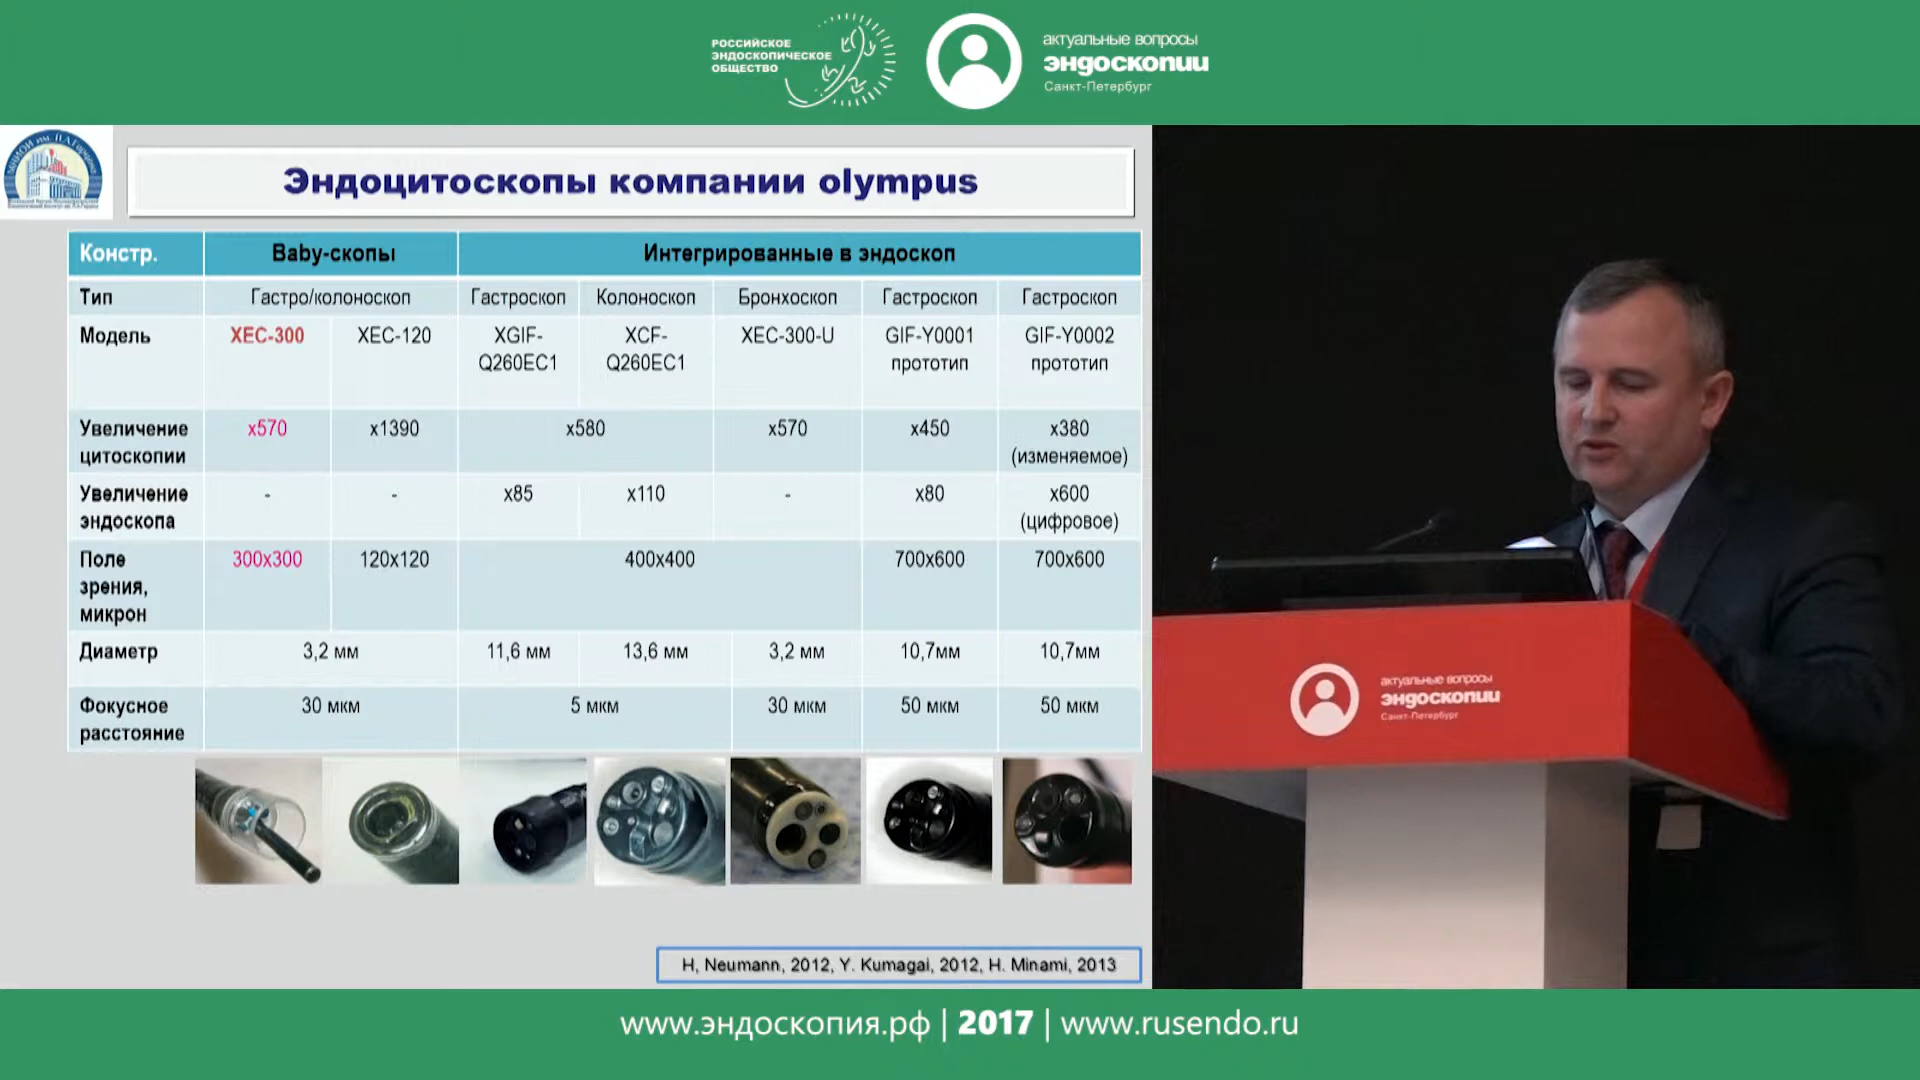 РОССИЙСКОЕ
ЭНДОСКОПИЧЕСКОЕ
ОБЩЕСТВО
актуальные вопросы
эндоскопии
Санкт-Петербург
Эндоцитоскопы компании olympus
Констр. Baby-скопы Интегрированные в эндоскоп
Тип Гастро/колоноскоп Гастроскоп Колоноскоп Бронхоскоп Гастроскоп Гастроскоп
Модель XEC-300 XEC-120 XGIF- XCF- XEC-300-U GIF-Y0001 GIF-Y0002
Q260EC1 Q260EC1 прототип прототип
Увеличение x570 x1390 x580 x570 x450 x380
цитоскопии (изменяемое)
Увеличение - - x85 x110 - x80 x600
эндоскопа (цифровое)
Поле 300x300 120x120 400x400 700x600 700x600
зрения,
микрон
Диаметр 3,2 мм 11,6 мм 13,6 мм 3,2 мм 10,7мм 10,7мм
Фокусное 30 мкм 5 мкм 30 мкм 50 мкм 50 мкм
расстояние
H, Neumann, 2012, Y. Kumagai, 2012, H. Minami, 2013
актуальные вопросы
эндоскопии
Санкт-Петербург
www.эндоскопия.рф | 2017 | www.rusendo.ru